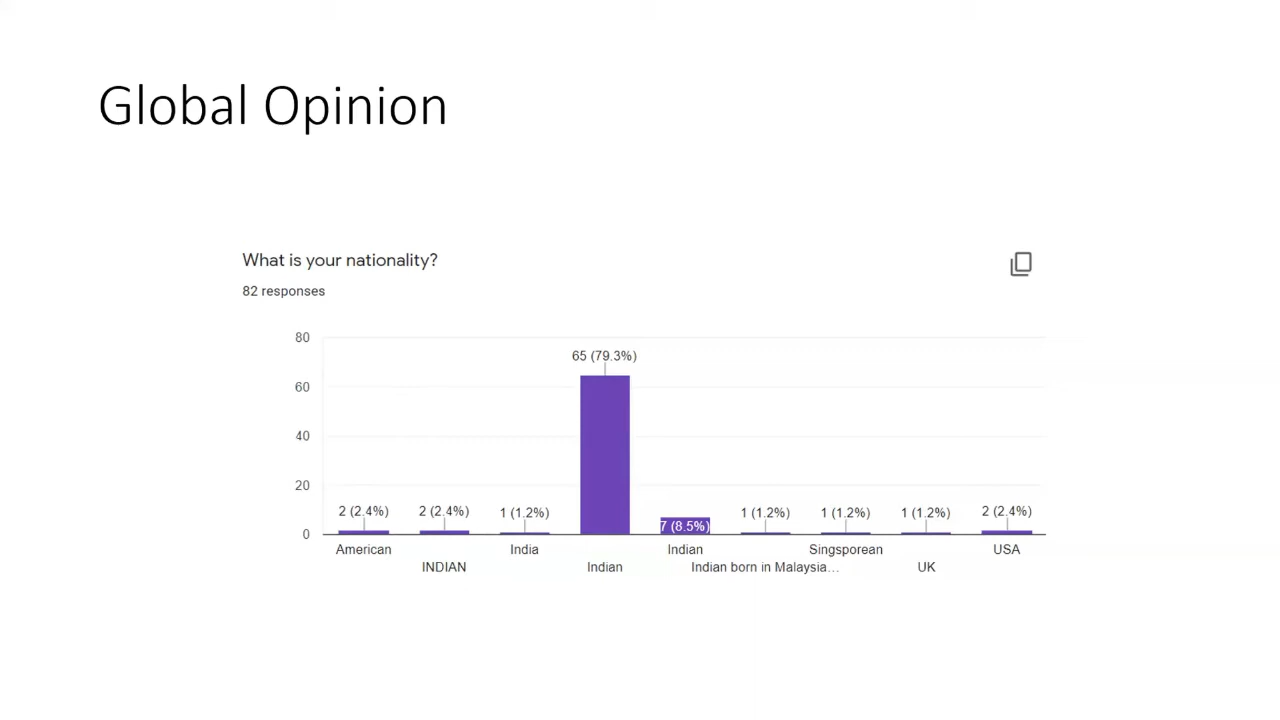 Global Opinion
What is your nationality?
82 responses
80
60
40
20
0
65 (79.3%)
2 (2.4%)
2 (2.4%)
1 (1.2%)
7 (8.5%)
1 (1.2%)
1 (1.2%)
1 (1.2%)
2 (2.4%)
American
INDIAN
India
Indian
Indian
Indian born in Malaysia…
Singsporean
UK
USA